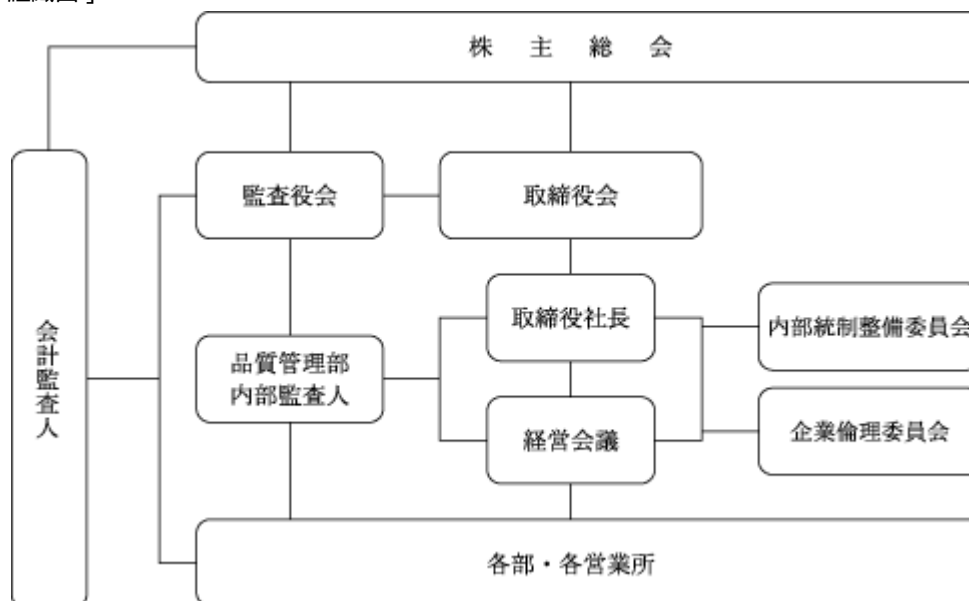 組織図］
株主総会
監査役会
取締役会
会計監査人
取締役社長
内部統制整備委員会
品質管理部
内部監査人
経営会議
企業倫理委員会
各部・各営業所